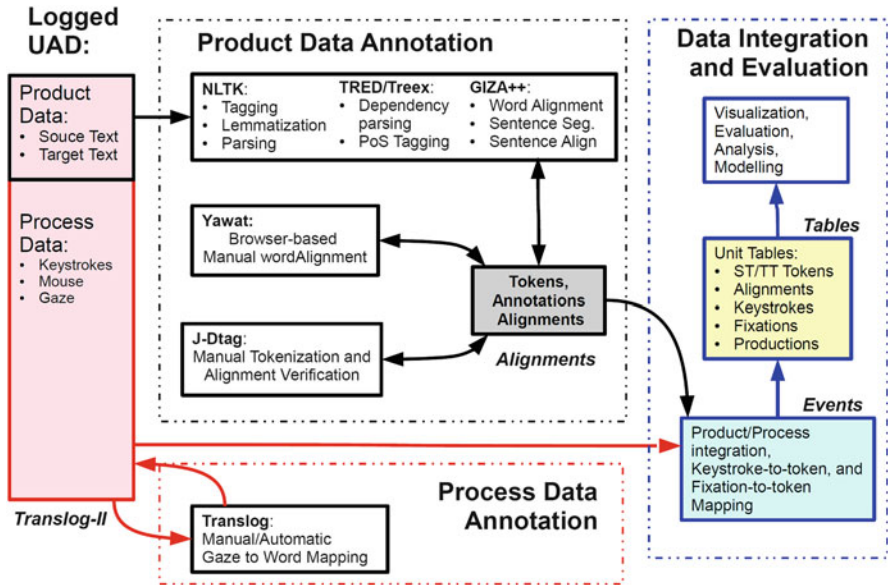 Logged
UAD:
Product
Data:
• Souce Text
• Target Text
Process
Data:
• Keystrokes
• Mouse
• Gaze
Translog-II
Product Data Annotation
NLTK:
• Tagging
• Lemmatization
• Parsing
TRED/Treex:
• Dependency
parsing
• PoS Tagging
GIZA++:
• Word Alignment
• Sentence Seg.
• Sentence Align
Yawat:
Browser-based
Manual wordAlignment
J-Dtag:
Manual Tokenization and
Alignment Verification
Tokens,
Annotations
Alignments
Alignments
Process Data
Annotation
Translog:
Manual/Automatic
Gaze to Word Mapping
Data Integration
and Evaluation
Visualization,
Evaluation,
Analysis,
Modelling
Tables
Unit Tables:
• ST/TT Tokens
• Alignments
• Keystrokes
• Fixations
• Productions
Events
Product/Process
integration,
Keystroke-to-token, and
Fixation-to-token
Mapping